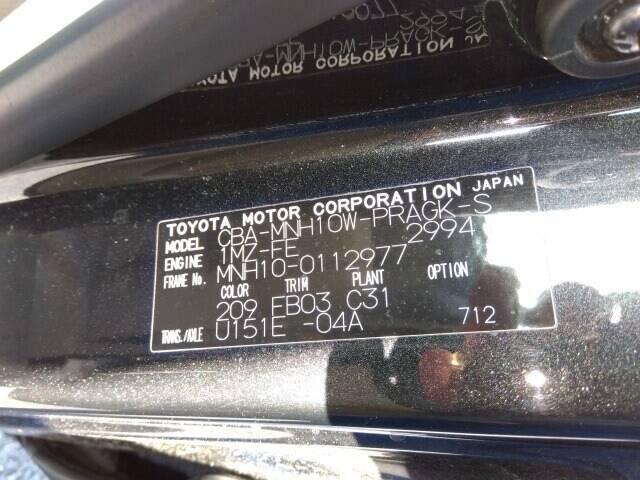 TOYOTA MOTOR CORPORATION JAPAN
MODEL CBA-MNH10W-PRAGK-S
ENGINE 1MZ-FE 2994
FRAME No. MNH10-0112977
COLOR TRIM PLANT OPTION
209 FB03 C31
TRANS./AXLE U151E -04A 712